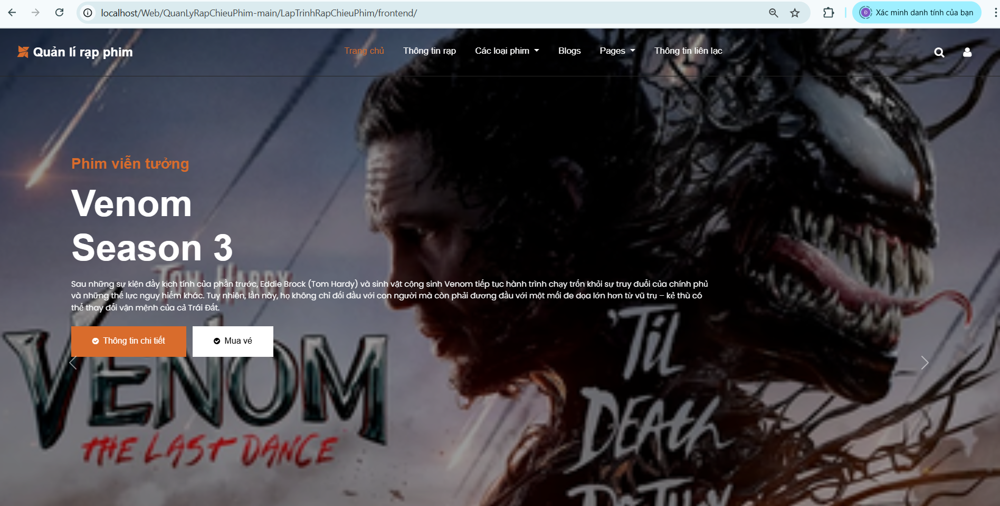 localhost/Web/QuanLyRapChieuPhim-main/LapTrinhRapChieuPhim/frontend/
Xác minh danh tính của bạn
Quản lí rạp phim
Trang chủ
Thông tin rạp
Các loại phim
Blogs
Pages
Thông tin liên lạc
Phim viễn tưởng
Venom
Season 3
TOM HARDY
Sau những sự kiện đầy kịch tính của phần trước, Eddie Brock (Tom Hardy) và sinh vật cộng sinh Venom tiếp tục hành trình chạy trốn khỏi sự truy đuổi của chính phủ
và những thế lực nguy hiểm khác. Tuy nhiên, lần này, họ không chỉ đối đầu với con người mà còn phải đương đầu với một mối đe dọa lớn hơn từ vũ trụ – kẻ thù có
thể thay đổi vận mệnh của cả Trái Đất.
Thông tin chi tiết
Mua vé
VENOM
THE LAST DANCE
'TIL
DEATH